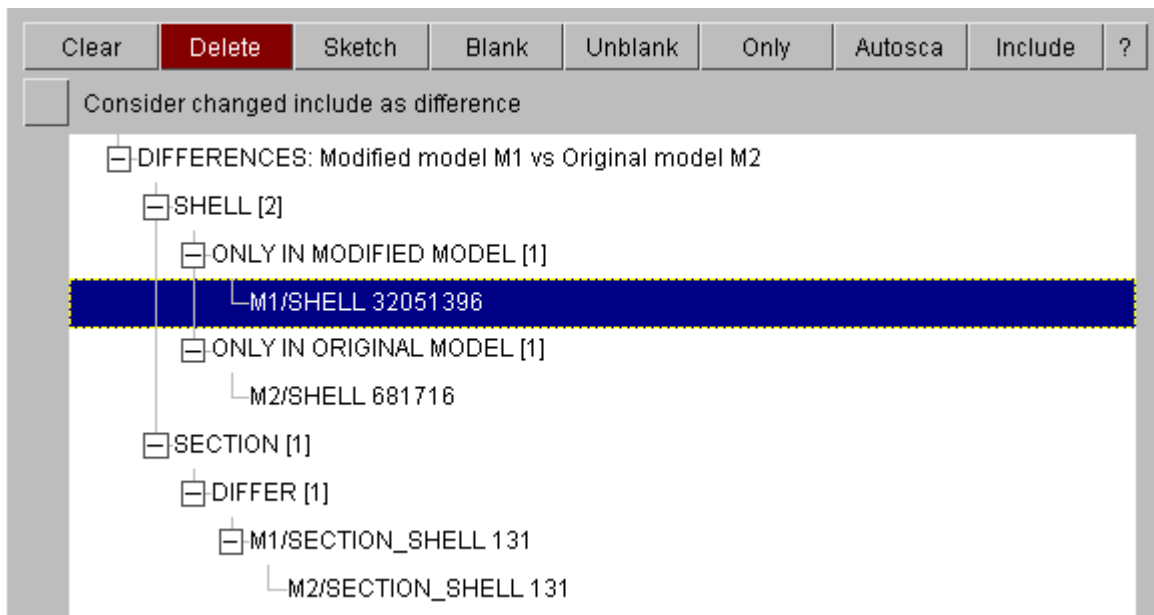 Clear Delete Sketch Blank Unblank Only Autosca Include ?
Consider changed include as difference
DIFFERENCES: Modified model M1 vs Original model M2
SHELL [2]
ONLY IN MODIFIED MODEL [1]
M1/SHELL 32051396
ONLY IN ORIGINAL MODEL [1]
M2/SHELL 681716
SECTION [1]
DIFFER [1]
M1/SECTION_SHELL 131
M2/SECTION_SHELL 131